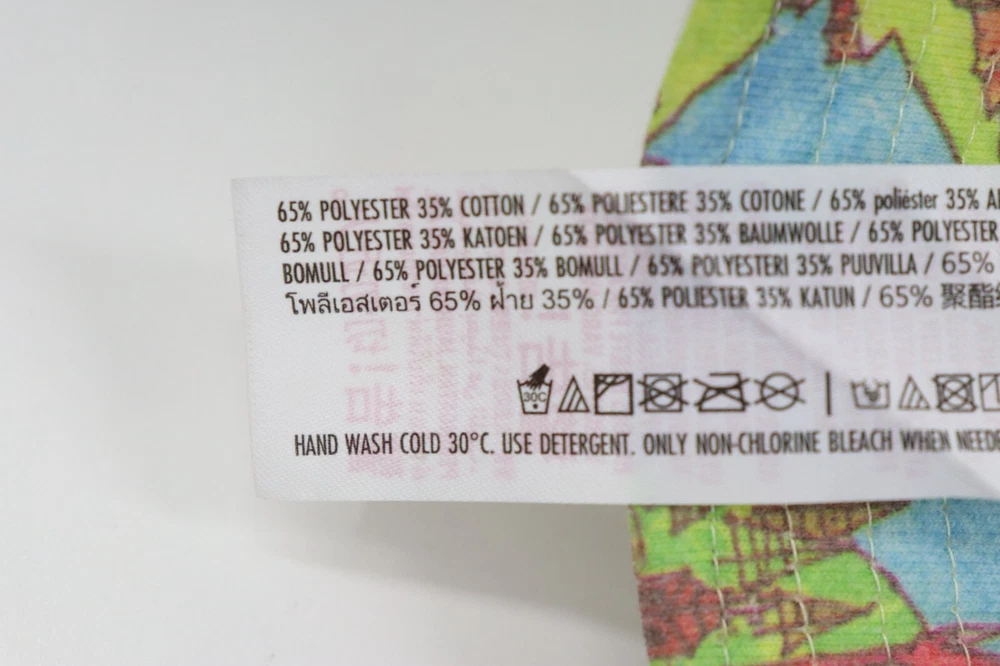 65% POLYESTER 35% COTTON / 65% POLIESTERE 35% COTONE / 65% poliéster 35%
65% POLYESTER 35% KATOEN / 65% POLYESTER 35% BAUMWOLLE / 65% POLYESTER
BOMULL / 65% POLYESTER 35% BOMULL / 65% POLYESTERI 35% PUUVILLA / 65%
โพลีเอสเตอร์ 65% ฝ้าย 35% / 65% POLIESTER 35% KATUN / 65% 聚酯
30C
HAND WASH COLD 30°C. USE DETERGENT. ONLY NON-CHLORINE BLEACH WHEN